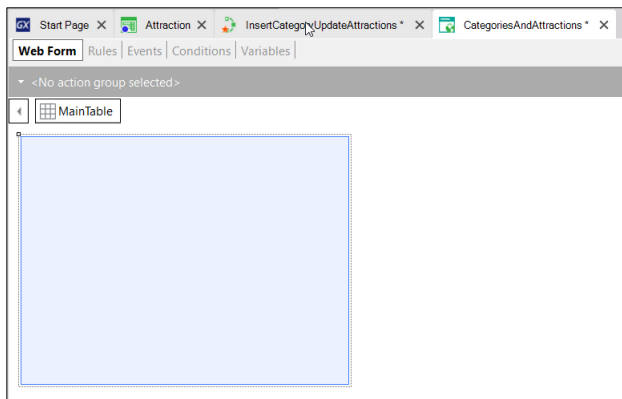 GX Start Page Attraction InsertCategoryUpdateAttractions * CategoriesAndAttractions *
Web Form Rules Events Conditions Variables
<No action group selected>
MainTable